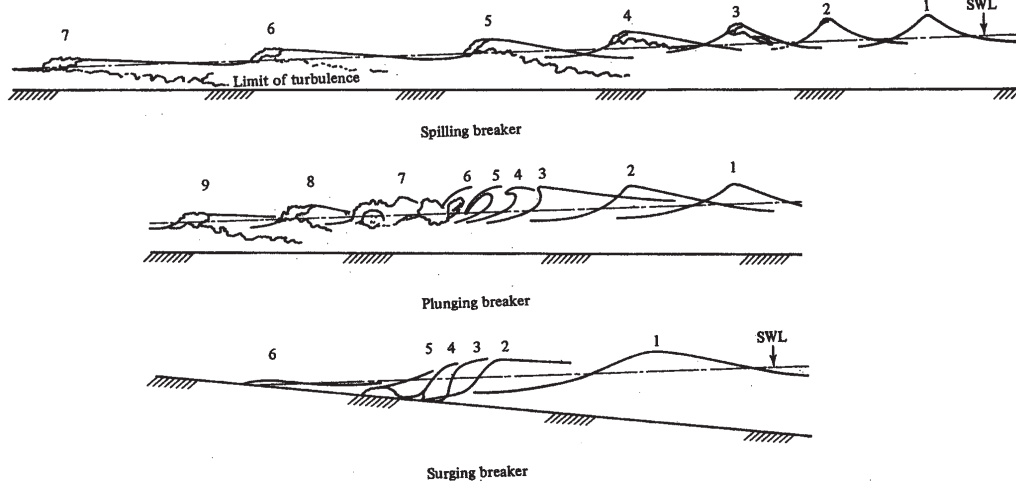 7 6 5 4 3 2 1 SWL
Limit of turbulence
Spilling breaker
9 8 7 6 5 4 3 2 1
Plunging breaker
6 5 4 3 2 1 SWL
Surging breaker